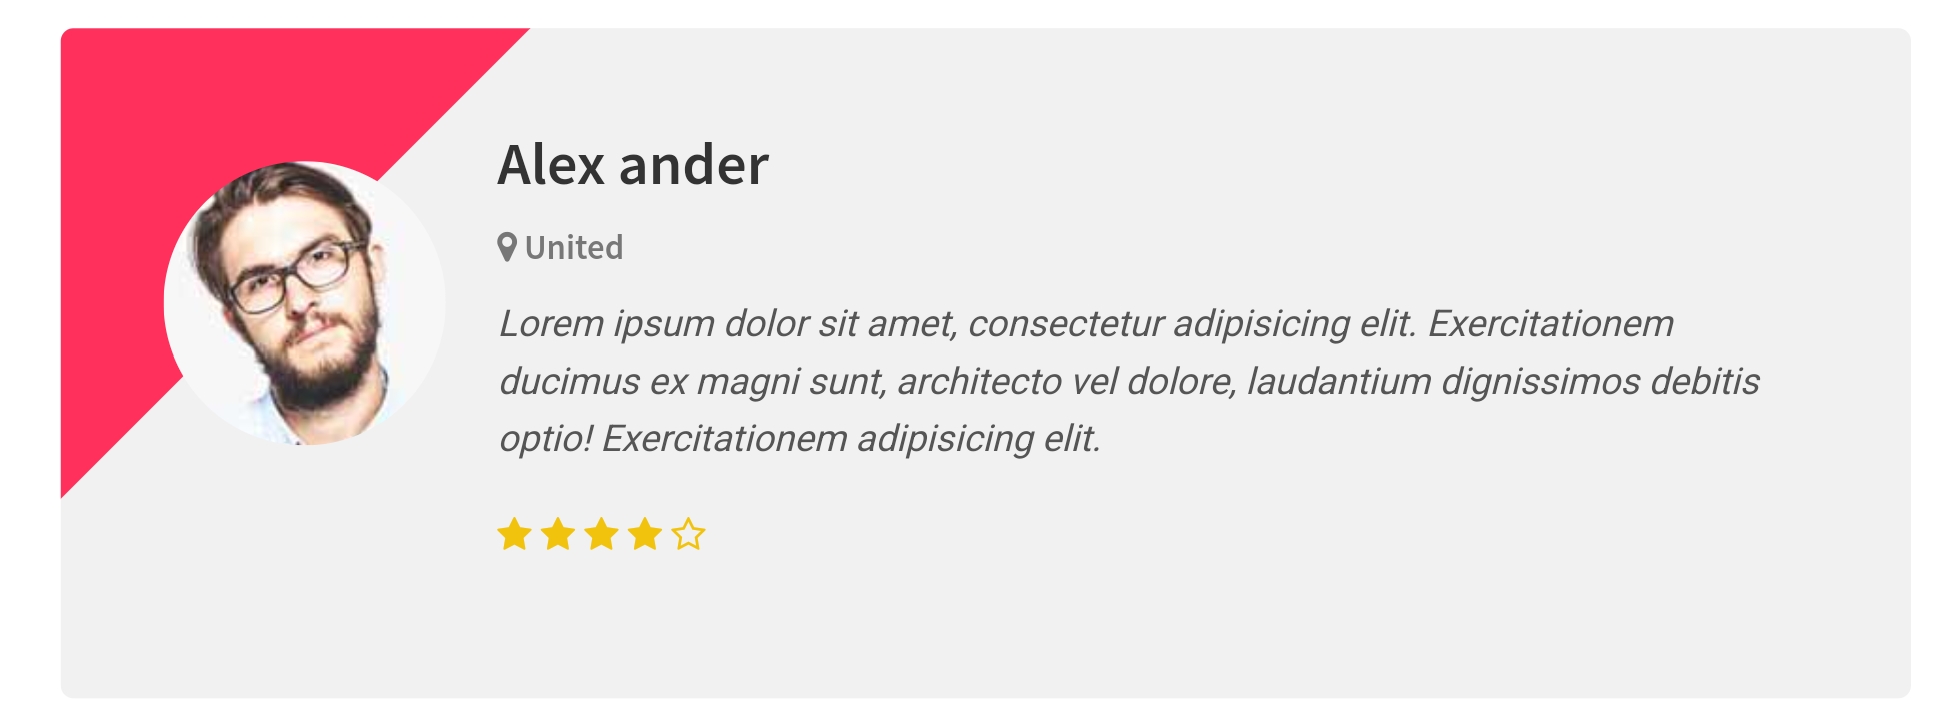 Alex ander
United
Lorem ipsum dolor sit amet, consectetur adipisicing elit. Exercitationem
ducimus ex magni sunt, architecto vel dolore, laudantium dignissimos debitis
optio! Exercitationem adipisicing elit.